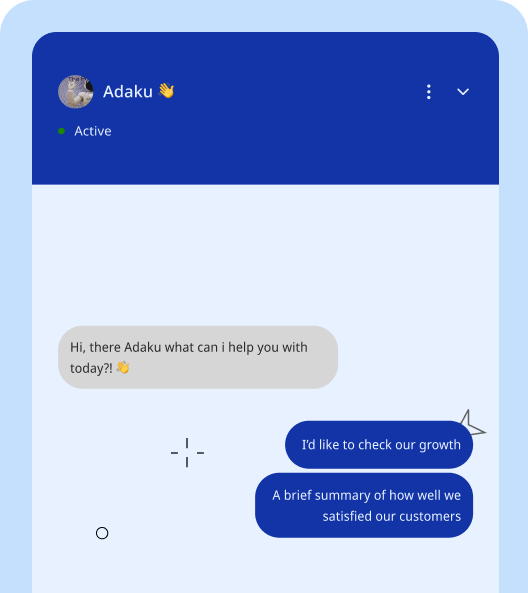 Adaku 👋
Active
Hi, there Adaku what can i help you with
today?! 👋
I'd like to check our growth
A brief summary of how well we
satisfied our customers